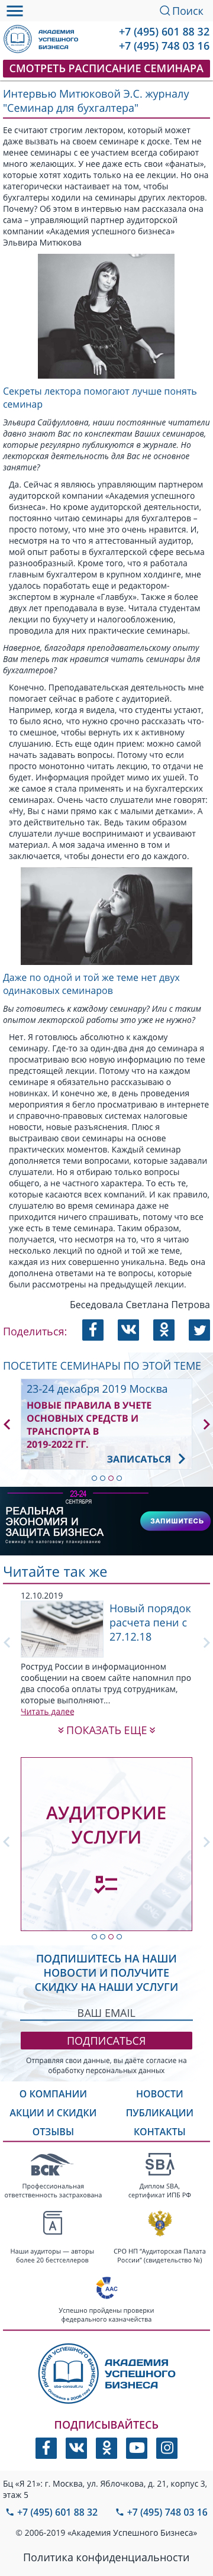 Поиск
АКАДЕМИЯ
УСПЕШНОГО
БИЗНЕСА
+7 (495) 601 88 32
+7 (495) 748 03 16
СМОТРЕТЬ РАСПИСАНИЕ СЕМИНАРА
Интервью Митюковой Э.С. журналу
"Семинар для бухгалтера"
Ее считают строгим лектором, который может
даже вызвать на своем семинаре к доске. Тем не
менее семинары с ее участием всегда собирают
много желающих. У нее даже есть свои «фанаты»,
которые хотят ходить только на ее лекции. Но она
категорически настаивает на том, чтобы
бухгалтеры ходили на семинары других лекторов.
Почему? Об этом в интервью нам рассказала она
сама – управляющий партнер аудиторской
компании «Академия успешного бизнеса»
Эльвира Митюкова
Секреты лектора помогают лучше понять
семинар
Эльвира Сайфулловна, наши постоянные читатели
давно знают Вас по конспектам Ваших семинаров,
которые регулярно публикуются в журнале. Но
лекторская деятельность для Вас не основное
занятие?
Да. Сейчас я являюсь управляющим партнером
аудиторской компании «Академия успешного
бизнеса». Но кроме аудиторской деятельности,
постоянно читаю семинары для бухгалтеров –
просто потому, что мне это очень нравится. И,
несмотря на то что я аттестованный аудитор,
мой опыт работы в бухгалтерской сфере весьма
разнообразный. Кроме того, что я работала
главным бухгалтером в крупном холдинге, мне
удалось поработать еще и редактором-
экспертом в журнале «Главбух». Также я более
двух лет преподавала в вузе. Читала студентам
лекции по бухучету и налогообложению,
проводила для них практические семинары.
Наверное, благодаря преподавательскому опыту
Вам теперь так нравится читать семинары для
бухгалтеров?
Конечно. Преподавательская деятельность мне
помогает сейчас в работе с аудиторией.
Например, когда я видела, что студенты устают,
то было ясно, что нужно срочно рассказать что-
то смешное, чтобы вернуть их к активному
слушанию. Есть еще один прием: можно самой
начать задавать вопросы. Потому что если
просто монотонно читать лекцию, то отдачи не
будет. Информация пройдет мимо их ушей. То же
самое я стала применять и на бухгалтерских
семинарах. Очень часто слушатели мне говорят:
«Ну, Вы с нами прямо как с малыми детками». А
это действительно так. Ведь таким образом
слушатели лучше воспринимают и усваивают
материал. А моя задача именно в том и
заключается, чтобы донести его до каждого.
Даже по одной и той же теме нет двух
одинаковых семинаров
Вы готовитесь к каждому семинару? Или с таким
опытом лекторской работы это уже не нужно?
Нет. Я готовлюсь абсолютно к каждому
семинару. Где-то за один-два дня до семинара я
просматриваю всю новую информацию по теме
предстоящей лекции. Потому что на каждом
семинаре я обязательно рассказываю о
новинках. И конечно же, в день проведения
мероприятия я бегло просматриваю в интернете
и справочно-правовых системах налоговые
новости, новые разъяснения. Плюс я
выстраиваю свои семинары на основе
практических моментов. Каждый семинар
дополняется теми вопросами, которые задавали
слушатели. Но я отбираю только вопросы
общего, а не частного характера. То есть те,
которые касаются всех компаний. И как правило,
слушателям во время семинара даже не
приходится ничего спрашивать, потому что все
ответы уже есть в семинаре. Таким образом,
получается, что несмотря на то, что я читаю
несколько лекций по одной и той же теме,
каждая из них совершенно уникальна. Ведь она
дополнена ответами на те вопросы, которые
были рассмотрены на предыдущей лекции.
Беседовала Светлана Петрова
Поделиться:
ПОСЕТИТЕ СЕМИНАРЫ ПО ЭТОЙ ТЕМЕ
23-24 декабря 2019 Москва
НОВЫЕ ПРАВИЛА В УЧЕТЕ
ОСНОВНЫХ СРЕДСТВ И
ТРАНСПОРТА В
2019-2022 ГГ.
ЗАПИСАТЬСЯ
23-24
СЕНТЯБРЯ
РЕАЛЬНАЯ
ЭКОНОМИЯ И
ЗАЩИТА БИЗНЕСА
Семинар по налоговому планированию.
ЗАПИШИТЕСЬ
Читайте так же
12.10.2019
Новый порядок
расчета пени с
27.12.18
Роструд России в информационном
сообщении на своем сайте напомнил про
два способа оплаты труд сотрудникам,
которые выполняют...
Читать далее
ПОКАЗАТЬ ЕЩЕ
АУДИТОРКИЕ
УСЛУГИ
ПОДПИШИТЕСЬ НА НАШИ
НОВОСТИ И ПОЛУЧИТЕ
СКИДКУ НА НАШИ УСЛУГИ
ВАШ EMAIL
ПОДПИСАТЬСЯ
Отправляя свои данные, вы даёте согласие на
обработку персональных данных
О КОМПАНИИ
НОВОСТИ
АКЦИИ И СКИДКИ
ПУБЛИКАЦИИ
ОТЗЫВЫ
КОНТАКТЫ
ВСК
Профессиональная
ответственность застрахована
SBA
Диплом SBA,
сертификат ИПБ РФ
Наши аудиторы — авторы
более 20 бестселлеров
СРО НП "Аудиторская Палата
России" (свидетельство №)
ААС
Успешно пройдены проверки
федерального казначейства
АКАДЕМИЯ
УСПЕШНОГО
БИЗНЕСА
ПОДПИСЫВАЙТЕСЬ
Бц «Я 21»: г. Москва, ул. Яблочкова, д. 21, корпус 3,
этаж 5
+7 (495) 601 88 32
+7 (495) 748 03 16
© 2006-2019 «Академия Успешного Бизнеса»
Политика конфиденциальности